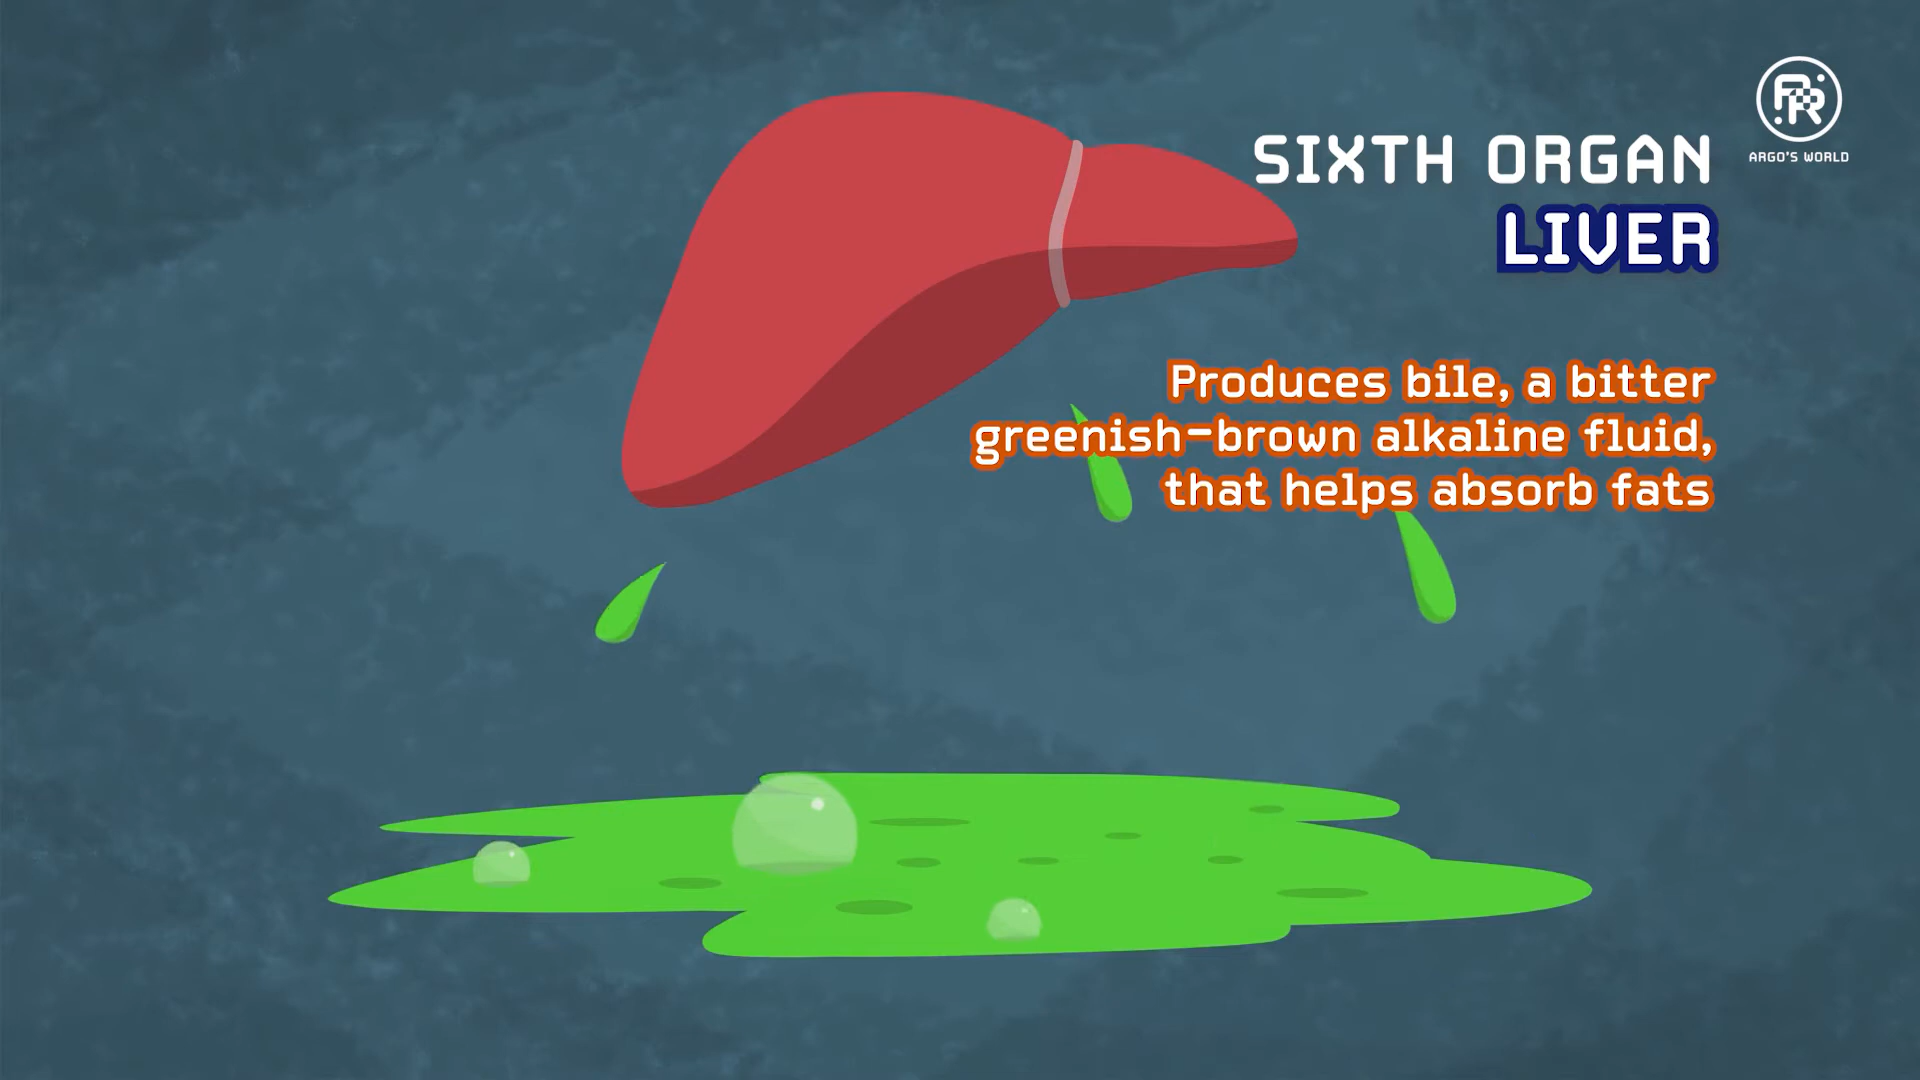 SIXTH ORGAN
ARGO'S WORLD
LIVER
Produces bile, a bitter
greenish-brown alkaline fluid,
that helps absorb fats